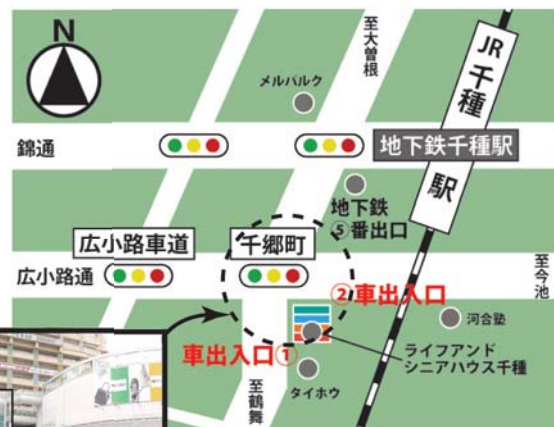 N
至大曽根
JR千種駅
メルパルク
錦通
地下鉄千種駅
地下鉄
⑤番出口
広小路車道
千郷町
広小路通
至今池
②車出入口
河合塾
車出入口①
ライフアンド
シニアハウス千種
タイホウ
至鶴舞